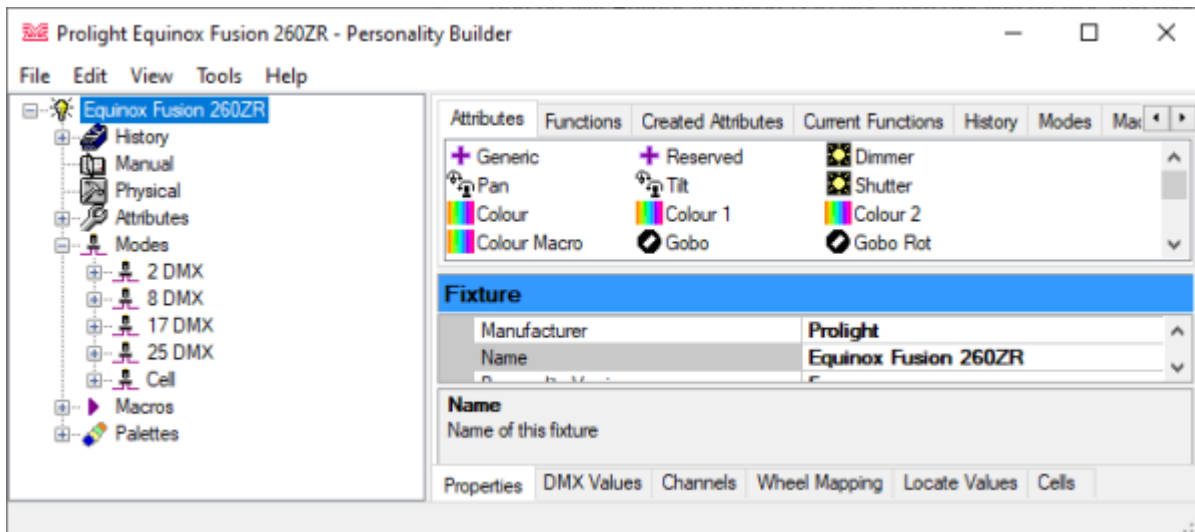 Prolight Equinox Fusion 260ZR - Personality Builder
File Edit View Tools Help
Equinox Fusion 260ZR
History
Manual
Physical
Attributes
Modes
2 DMX
8 DMX
17 DMX
25 DMX
Cell
Macros
Palettes
Attributes Functions Created Attributes Current Functions History Modes
Generic Reserved Dimmer
Pan Tilt Shutter
Colour Colour 1 Colour 2
Colour Macro Gobo Gobo Rot
Fixture
Manufacturer Prolight
Name Equinox Fusion 260ZR
Name
Name of this fixture
Properties DMX Values Channels Wheel Mapping Locate Values Cells